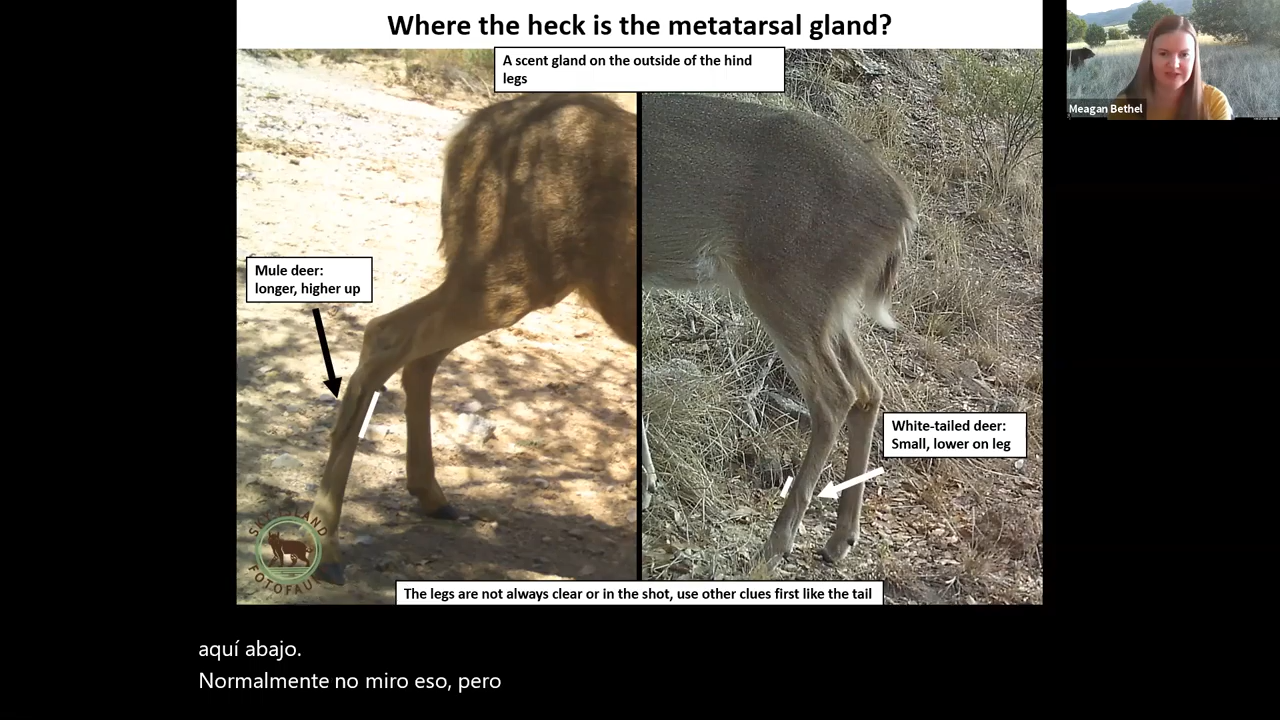 Where the heck is the metatarsal gland?
A scent gland on the outside of the hind
legs
Meagan Bethel
Mule deer:
longer, higher up
White-tailed deer:
Small, lower on leg
The legs are not always clear or in the shot, use other clues first like the tail
aquí abajo.
Normalmente no miro eso, pero